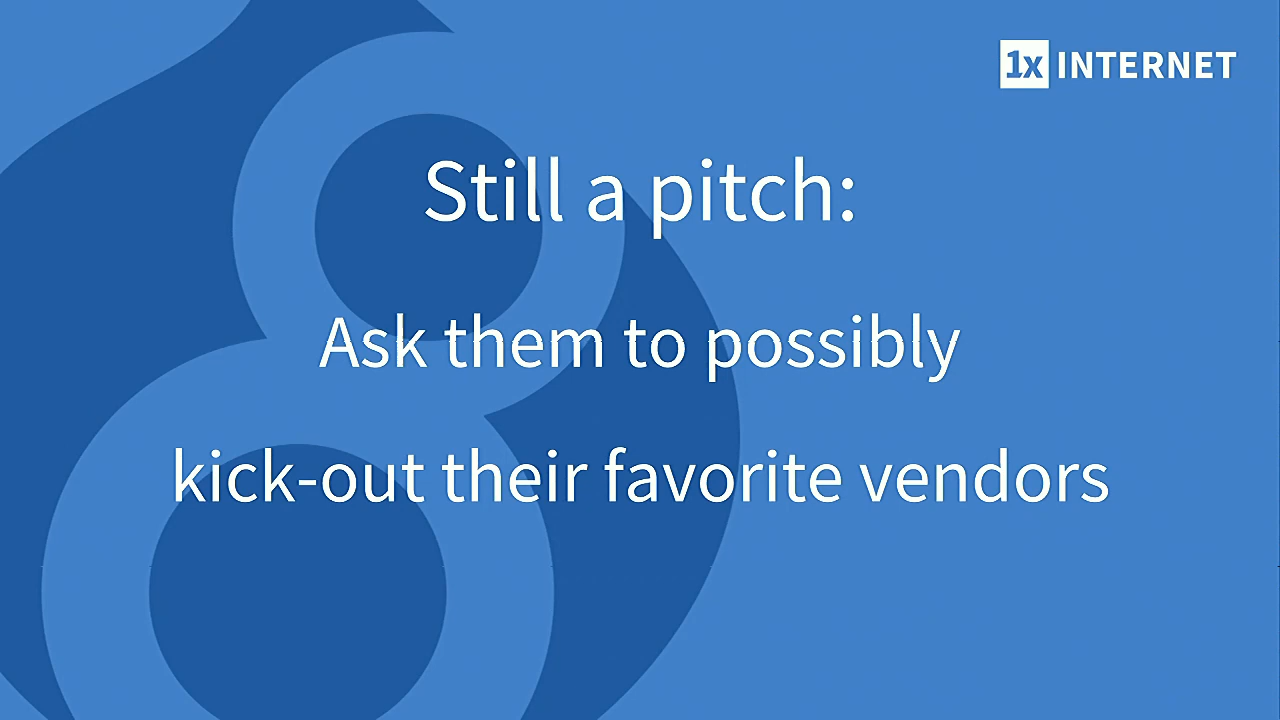 1x INTERNET
Still a pitch:
Ask them to possibly
kick-out their favorite vendors